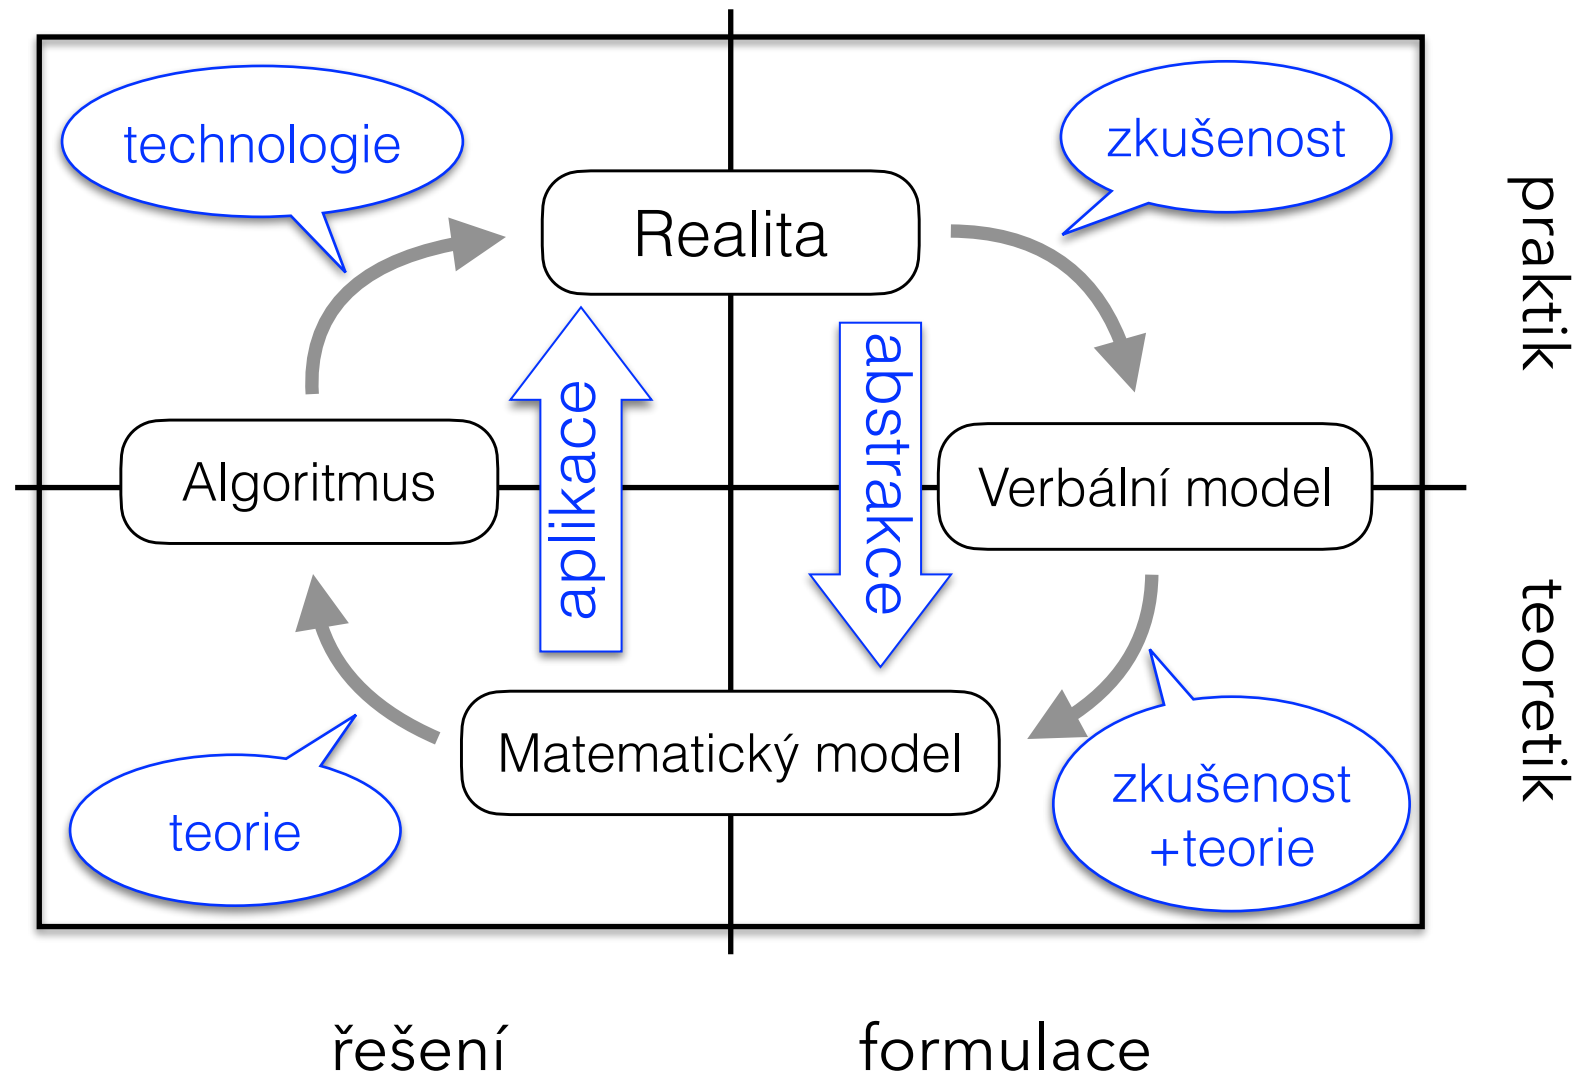 technologie
zkušenost
Realita
praktik
aplikace
abstrakce
Algoritmus
Verbální model
teoretik
Matematický model
teorie
zkušenost
+teorie
řešení
formulace